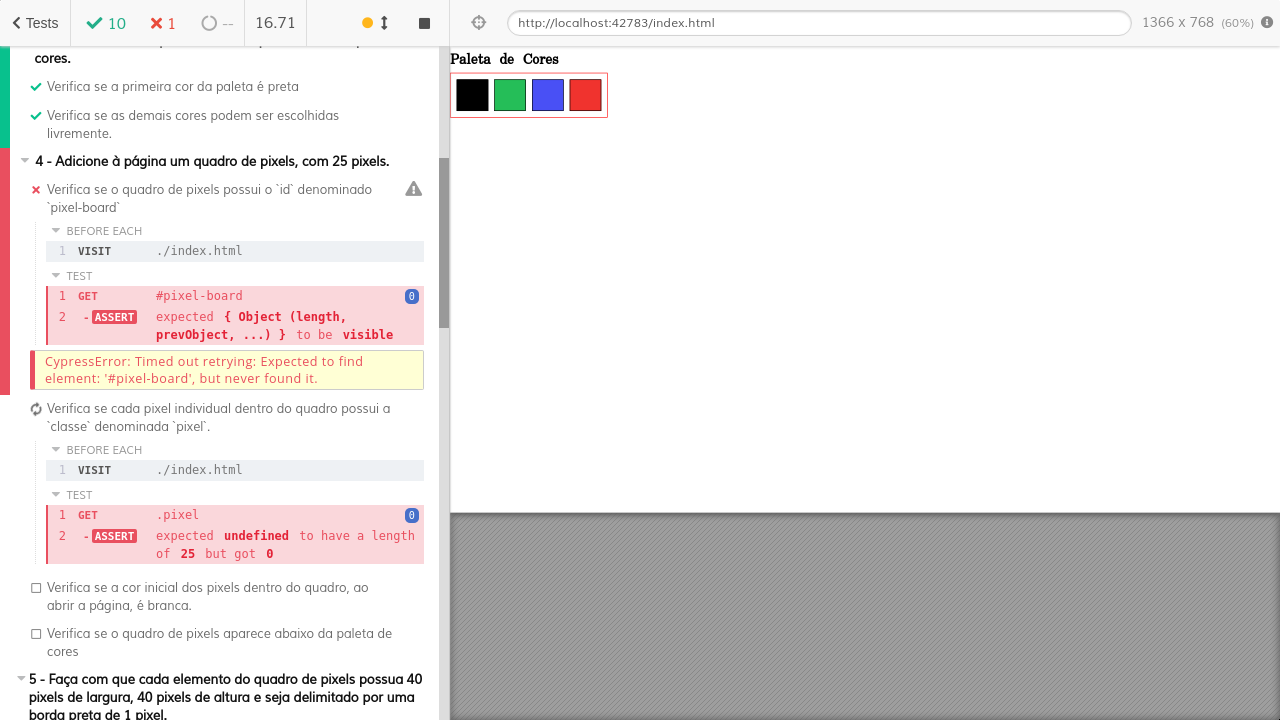 Tests
10
1
--
16.71
http://localhost:42783/index.html
1366 x 768 (60%)
cores.
Verifica se a primeira cor da paleta é preta
Verifica se as demais cores podem ser escolhidas
livremente.
4 - Adicione à página um quadro de pixels, com 25 pixels.
Verifica se o quadro de pixels possui o `id` denominado
`pixel-board`
BEFORE EACH
1 VISIT ./index.html
TEST
1 GET #pixel-board 0
2 - ASSERT expected { Object (length,
prevObject, ...) } to be visible
CypressError: Timed out retrying: Expected to find
element: '#pixel-board', but never found it.
Verifica se cada pixel individual dentro do quadro possui a
`classe` denominada `pixel`.
BEFORE EACH
1 VISIT ./index.html
TEST
1 GET .pixel 0
2 - ASSERT expected undefined to have a length
of 25 but got 0
Verifica se a cor inicial dos pixels dentro do quadro, ao
abrir a página, é branca.
Verifica se o quadro de pixels aparece abaixo da paleta de
cores
5 - Faça com que cada elemento do quadro de pixels possua 40
pixels de largura, 40 pixels de altura e seja delimitado por uma
borda preta de 1 pixel.
Paleta de Cores